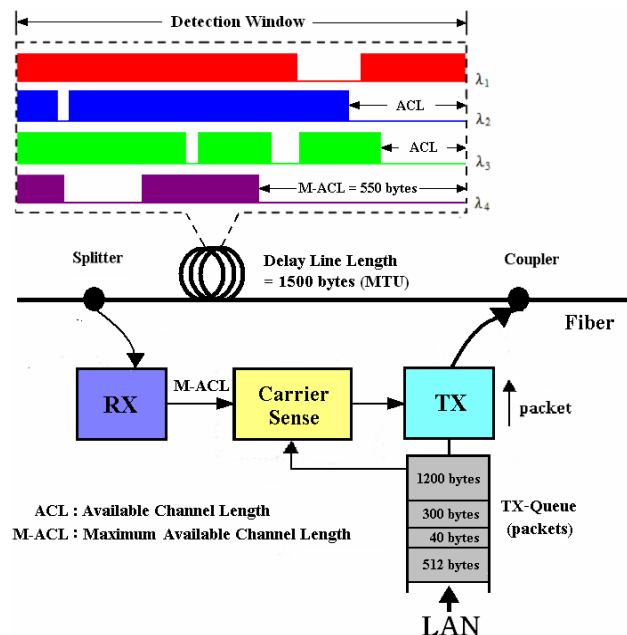 Detection Window
λ1
ACL
λ2
ACL
λ3
M-ACL = 550 bytes
λ4
Splitter
Delay Line Length
= 1500 bytes (MTU)
Coupler
Fiber
RX
M-ACL
Carrier
Sense
TX
packet
1200 bytes
300 bytes
40 bytes
512 bytes
TX-Queue
(packets)
ACL : Available Channel Length
M-ACL : Maximum Available Channel Length
LAN